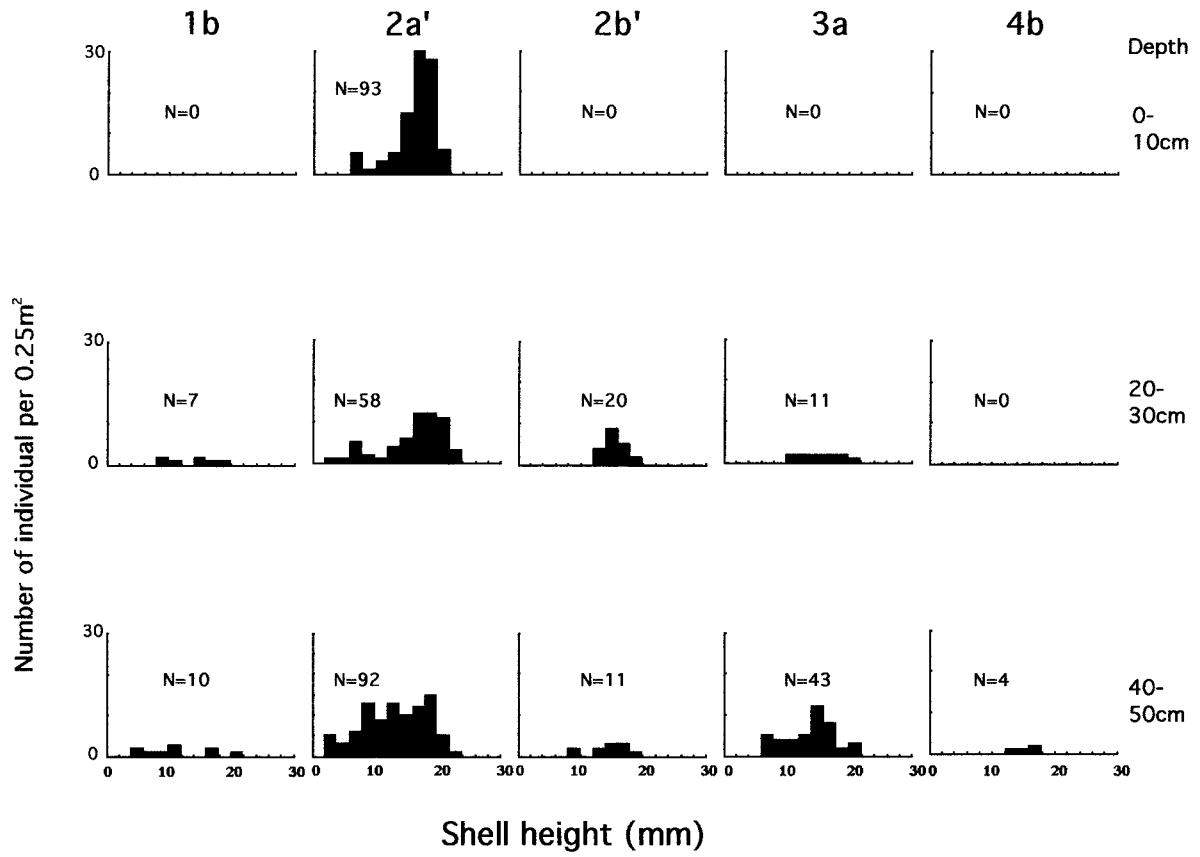 1b 2a' 2b' 3a 4b
Depth
30
N=0 N=93 N=0 N=0 N=0
0-
10cm
0
Number of individual per 0.25m²
30
N=7 N=58 N=20 N=11 N=0
20-
30cm
0
30
N=10 N=92 N=11 N=43 N=4
40-
50cm
0
0 10 20 30 0 10 20 30 0 10 20 30 0 10 20 30 0 10 20 30
Shell height (mm)